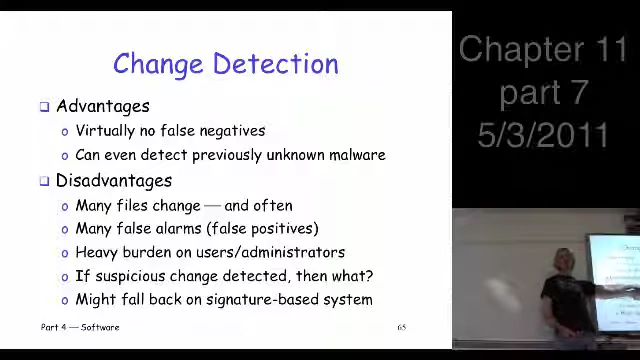 Change Detection
Advantages
Virtually no false negatives
Can even detect previously unknown malware
Disadvantages
Many files change — and often
Many false alarms (false positives)
Heavy burden on users/administrators
If suspicious change detected, then what?
Might fall back on signature-based system
Part 4 — Software
65
Chapter 11
part 7
5/3/2011